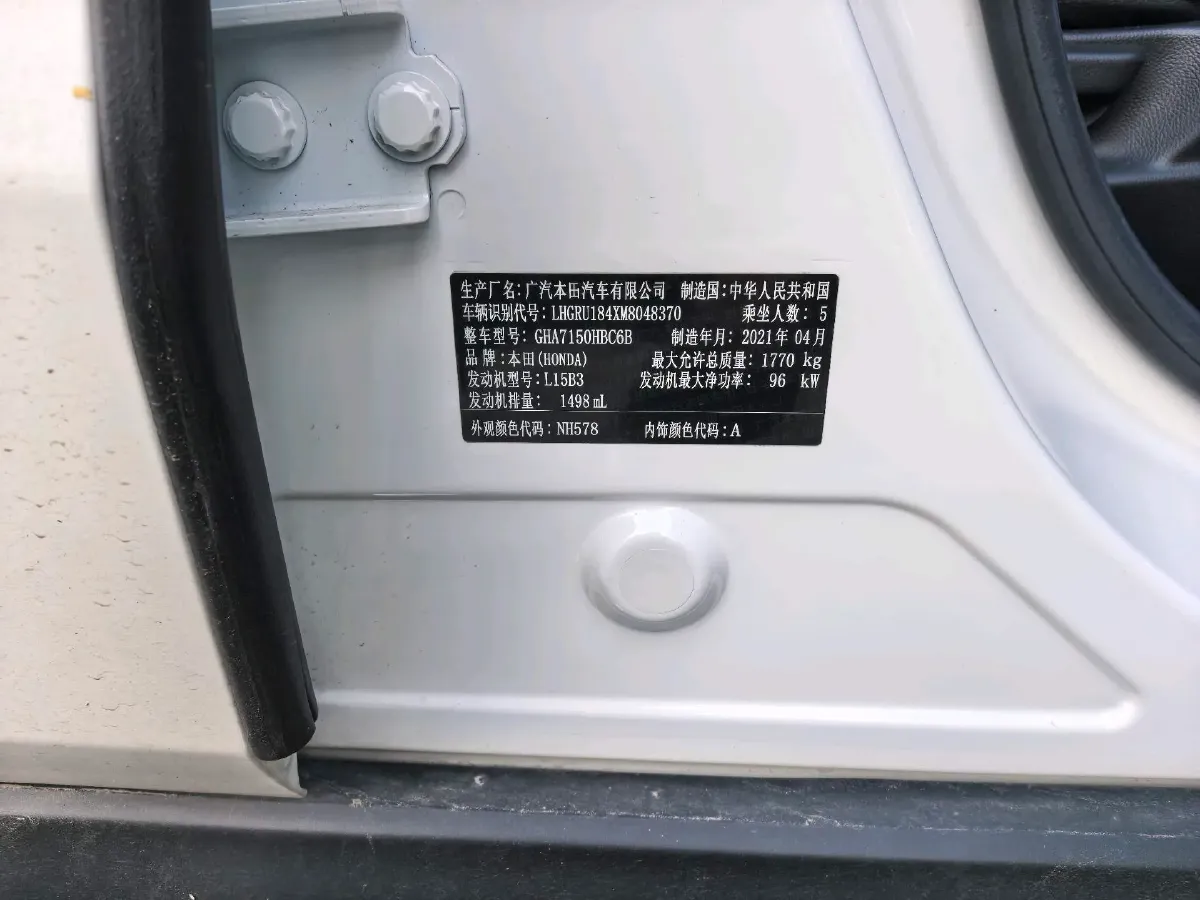 生产厂名:广汽本田汽车有限公司 制造国:中华人民共和国
车辆识别代号:LHGRU184XM8048370 乘坐人数: 5
整车型号: GHA7150HBC6B 制造年月: 2021年 04月
品 牌:本田(HONDA) 最大允许总质量: 1770 kg
发动机型号:L15B3 发动机最大净功率: 96 kW
发动机排量: 1498 mL
外观颜色代码: NH578 内饰颜色代码: A